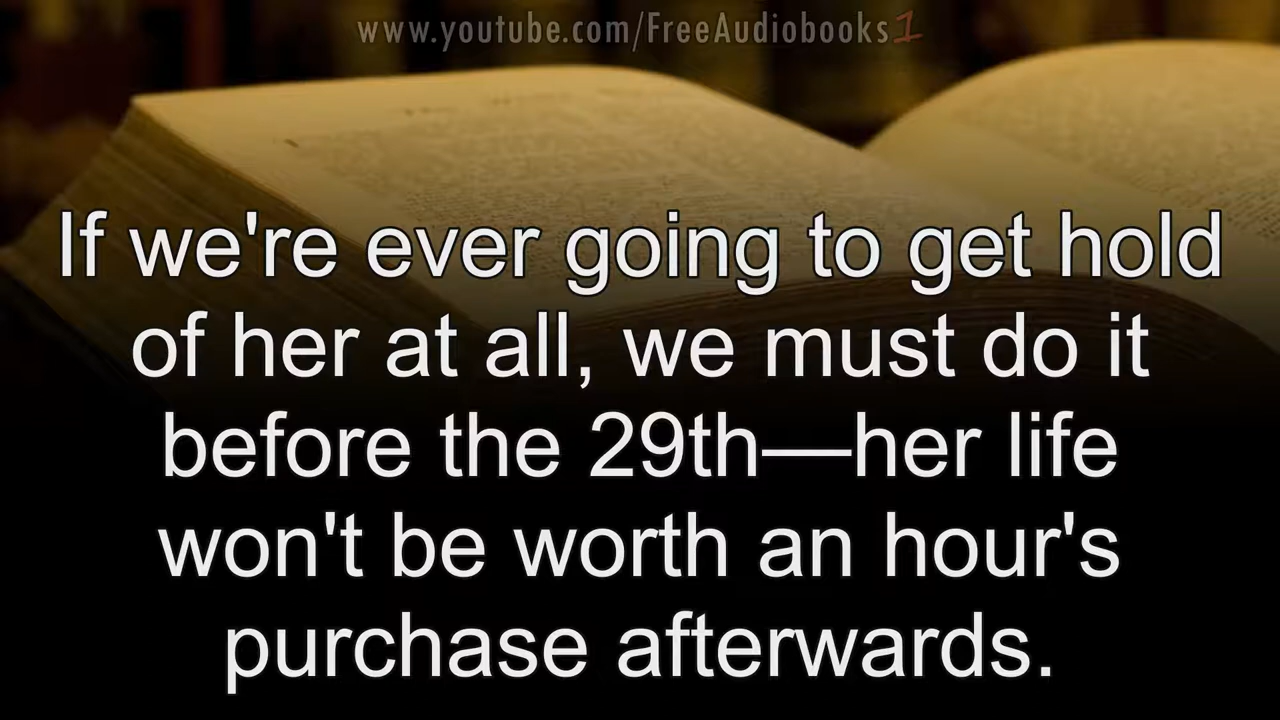 www.youtube.com/FreeAudiobooks1
If we're ever going to get hold
of her at all, we must do it
before the 29th—her life
won't be worth an hour's
purchase afterwards.